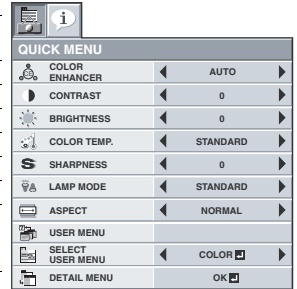 QUICK MENU
COLOR ENHANCER AUTO
CONTRAST 0
BRIGHTNESS 0
COLOR TEMP. STANDARD
SHARPNESS 0
LAMP MODE STANDARD
ASPECT NORMAL
USER MENU
SELECT USER MENU COLOR
DETAIL MENU OK